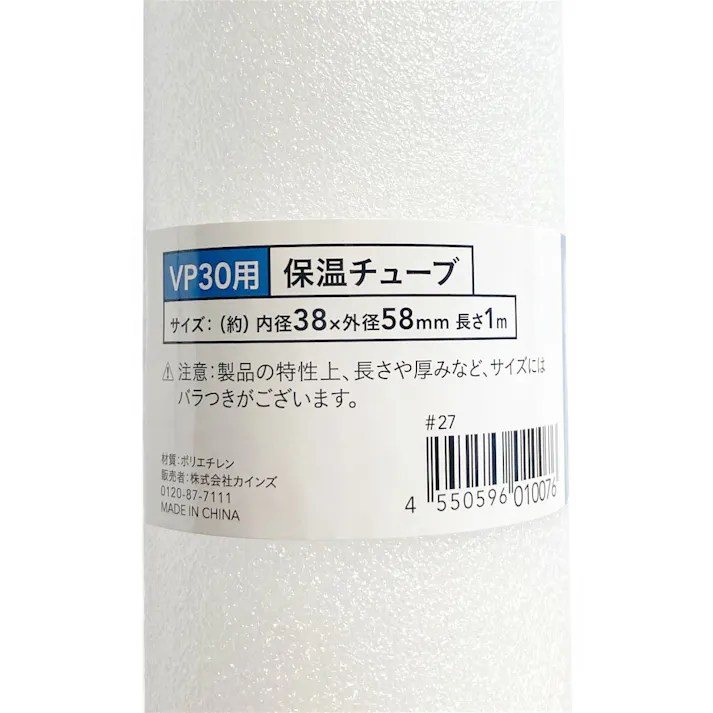 VP30用 保温チューブ
サイズ：（約）内径38×外径58mm 長さ1m
⚠ 注意：製品の特性上、長さや厚みなど、サイズには
バラつきがございます。
#27
材質：ポリエチレン
販売者：株式会社カインズ
0120-87-7111
MADE IN CHINA
4 550596 010076